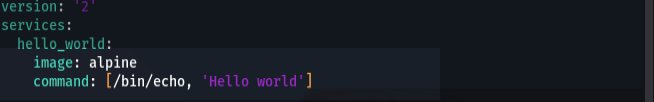 version: '2'
services:
  hello_world:
    image: alpine
    command: [/bin/echo, 'Hello world']